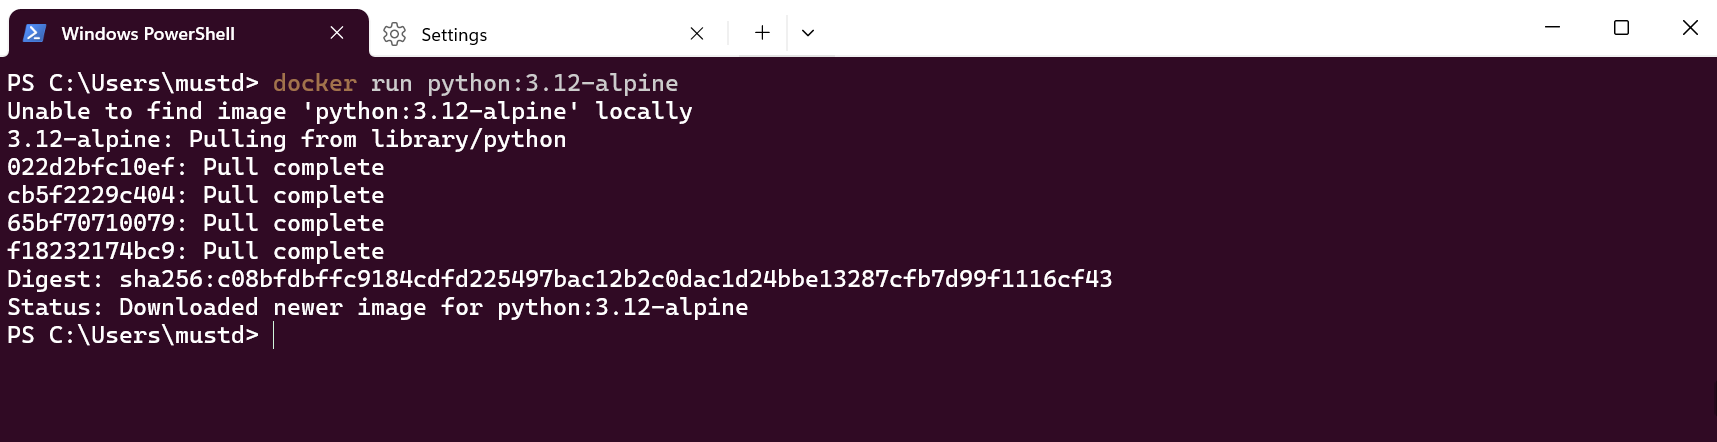 Windows PowerShell
Settings
PS C:\Users\mustd> docker run python:3.12-alpine
Unable to find image 'python:3.12-alpine' locally
3.12-alpine: Pulling from library/python
022d2bfc10ef: Pull complete
cb5f2229c404: Pull complete
65bf70710079: Pull complete
f18232174bc9: Pull complete
Digest: sha256:c08bfdbffc9184cdfd225497bac12b2c0dac1d24bbe13287cfb7d99f1116cf43
Status: Downloaded newer image for python:3.12-alpine
PS C:\Users\mustd>